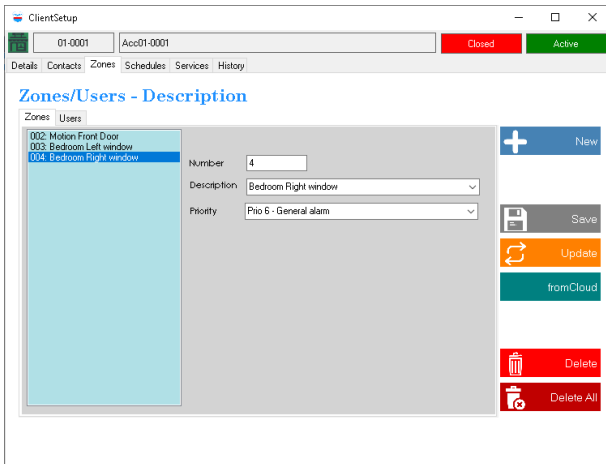 ClientSetup
01-0001 Acc01-0001 Closed Active
Details Contacts Zones Schedules Services History
Zones/Users - Description
Zones Users
002: Motion Front Door
003: Bedroom Left window
004: Bedroom Right window
Number 4
Description Bedroom Right window
Priority Prio 6 - General alarm
New
Save
Update
fromCloud
Delete
Delete All